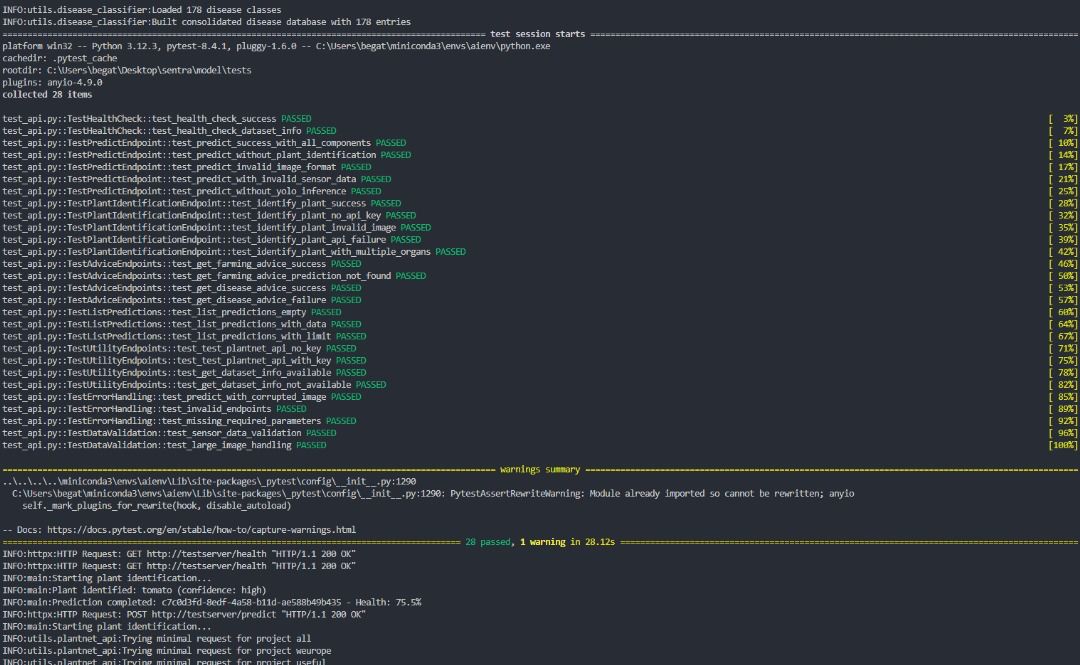 INFO:utils.disease_classifier:Loaded 178 disease classes
INFO:utils.disease_classifier:Built consolidated disease database with 178 entries
test session starts
platform win32 -- Python 3.12.3, pytest-8.4.1, pluggy-1.6.0 -- C:\Users\begat\miniconda3\envs\aienv\python.exe
cachedir: .pytest_cache
rootdir: C:\Users\begat\Desktop\sentra\model\tests
plugins: anyio-4.9.0
collected 28 items
test_api.py::TestHealthCheck::test_health_check_success PASSED [ 3%]
test_api.py::TestHealthCheck::test_health_check_dataset_info PASSED [ 7%]
test_api.py::TestPredictEndpoint::test_predict_success_with_all_components PASSED [ 10%]
test_api.py::TestPredictEndpoint::test_predict_without_plant_identification PASSED [ 14%]
test_api.py::TestPredictEndpoint::test_predict_invalid_image_format PASSED [ 17%]
test_api.py::TestPredictEndpoint::test_predict_with_invalid_sensor_data PASSED [ 21%]
test_api.py::TestPredictEndpoint::test_predict_without_yolo_inference PASSED [ 25%]
test_api.py::TestPlantIdentificationEndpoint::test_identify_plant_success PASSED [ 28%]
test_api.py::TestPlantIdentificationEndpoint::test_identify_plant_no_api_key PASSED [ 32%]
test_api.py::TestPlantIdentificationEndpoint::test_identify_plant_invalid_image PASSED [ 35%]
test_api.py::TestPlantIdentificationEndpoint::test_identify_plant_api_failure PASSED [ 39%]
test_api.py::TestPlantIdentificationEndpoint::test_identify_plant_with_multiple_organs PASSED [ 42%]
test_api.py::TestAdviceEndpoints::test_get_farming_advice_success PASSED [ 46%]
test_api.py::TestAdviceEndpoints::test_get_farming_advice_prediction_not_found PASSED [ 50%]
test_api.py::TestAdviceEndpoints::test_get_disease_advice_success PASSED [ 53%]
test_api.py::TestAdviceEndpoints::test_get_disease_advice_failure PASSED [ 57%]
test_api.py::TestListPredictions::test_list_predictions_empty PASSED [ 60%]
test_api.py::TestListPredictions::test_list_predictions_with_data PASSED [ 64%]
test_api.py::TestListPredictions::test_list_predictions_with_limit PASSED [ 67%]
test_api.py::TestUtilityEndpoints::test_test_plantnet_api_no_key PASSED [ 71%]
test_api.py::TestUtilityEndpoints::test_test_plantnet_api_with_key PASSED [ 75%]
test_api.py::TestUtilityEndpoints::test_get_dataset_info_available PASSED [ 78%]
test_api.py::TestUtilityEndpoints::test_get_dataset_info_not_available PASSED [ 82%]
test_api.py::TestErrorHandling::test_predict_with_corrupted_image PASSED [ 85%]
test_api.py::TestErrorHandling::test_invalid_endpoints PASSED [ 89%]
test_api.py::TestErrorHandling::test_missing_required_parameters PASSED [ 92%]
test_api.py::TestDataValidation::test_sensor_data_validation PASSED [ 96%]
test_api.py::TestDataValidation::test_large_image_handling PASSED [100%]
warnings summary
..\..\..\..\miniconda3\envs\aienv\Lib\site-packages\_pytest\config\__init__.py:1290
C:\Users\begat\miniconda3\envs\aienv\Lib\site-packages\_pytest\config\__init__.py:1290: PytestAssertRewriteWarning: Module already imported so cannot be rewritten; anyio
self._mark_plugins_for_rewrite(hook, disable_autoload)
-- Docs: https://docs.pytest.org/en/stable/how-to/capture-warnings.html
28 passed, 1 warning in 28.12s
INFO:httpx:HTTP Request: GET http://testserver/health "HTTP/1.1 200 OK"
INFO:httpx:HTTP Request: GET http://testserver/health "HTTP/1.1 200 OK"
INFO:main:Starting plant identification...
INFO:main:Plant identified: tomato (confidence: high)
INFO:main:Prediction completed: c7c0d3fd-8edf-4a58-b11d-ae588b49b435 - Health: 75.5%
INFO:httpx:HTTP Request: POST http://testserver/predict "HTTP/1.1 200 OK"
INFO:main:Starting plant identification...
INFO:utils.plantnet_api:Trying minimal request for project all
INFO:utils.plantnet_api:Trying minimal request for project weurope
INFO:utils.plantnet_api:Trying minimal request for project useful